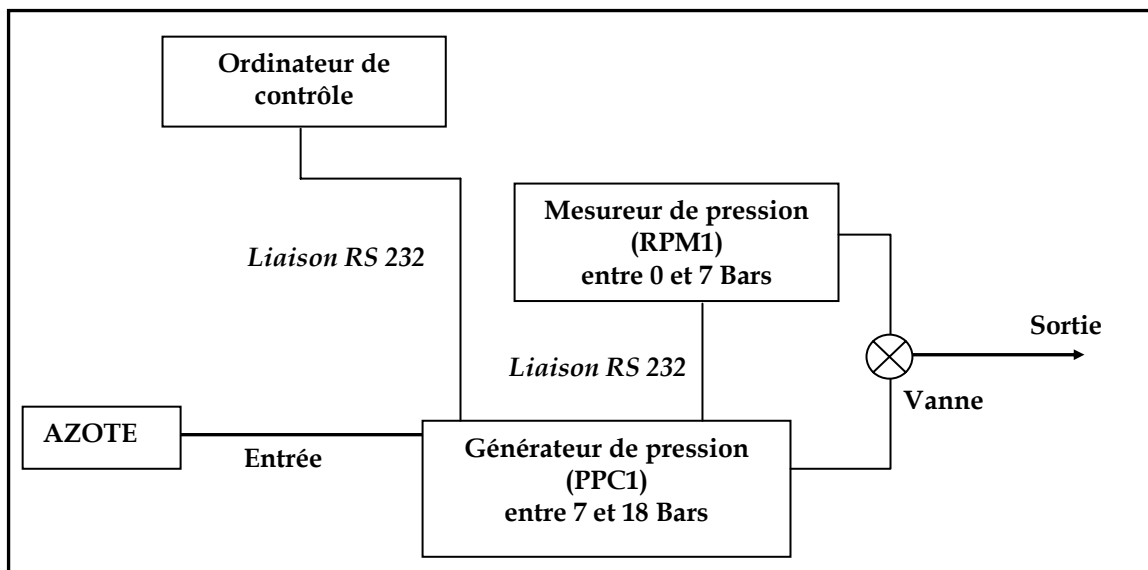 Ordinateur de
contrôle
Mesureur de pression
(RPM1)
entre 0 et 7 Bars
Liaison RS 232
Sortie
Liaison RS 232
Vanne
AZOTE
Entrée
Générateur de pression
(PPC1)
entre 7 et 18 Bars